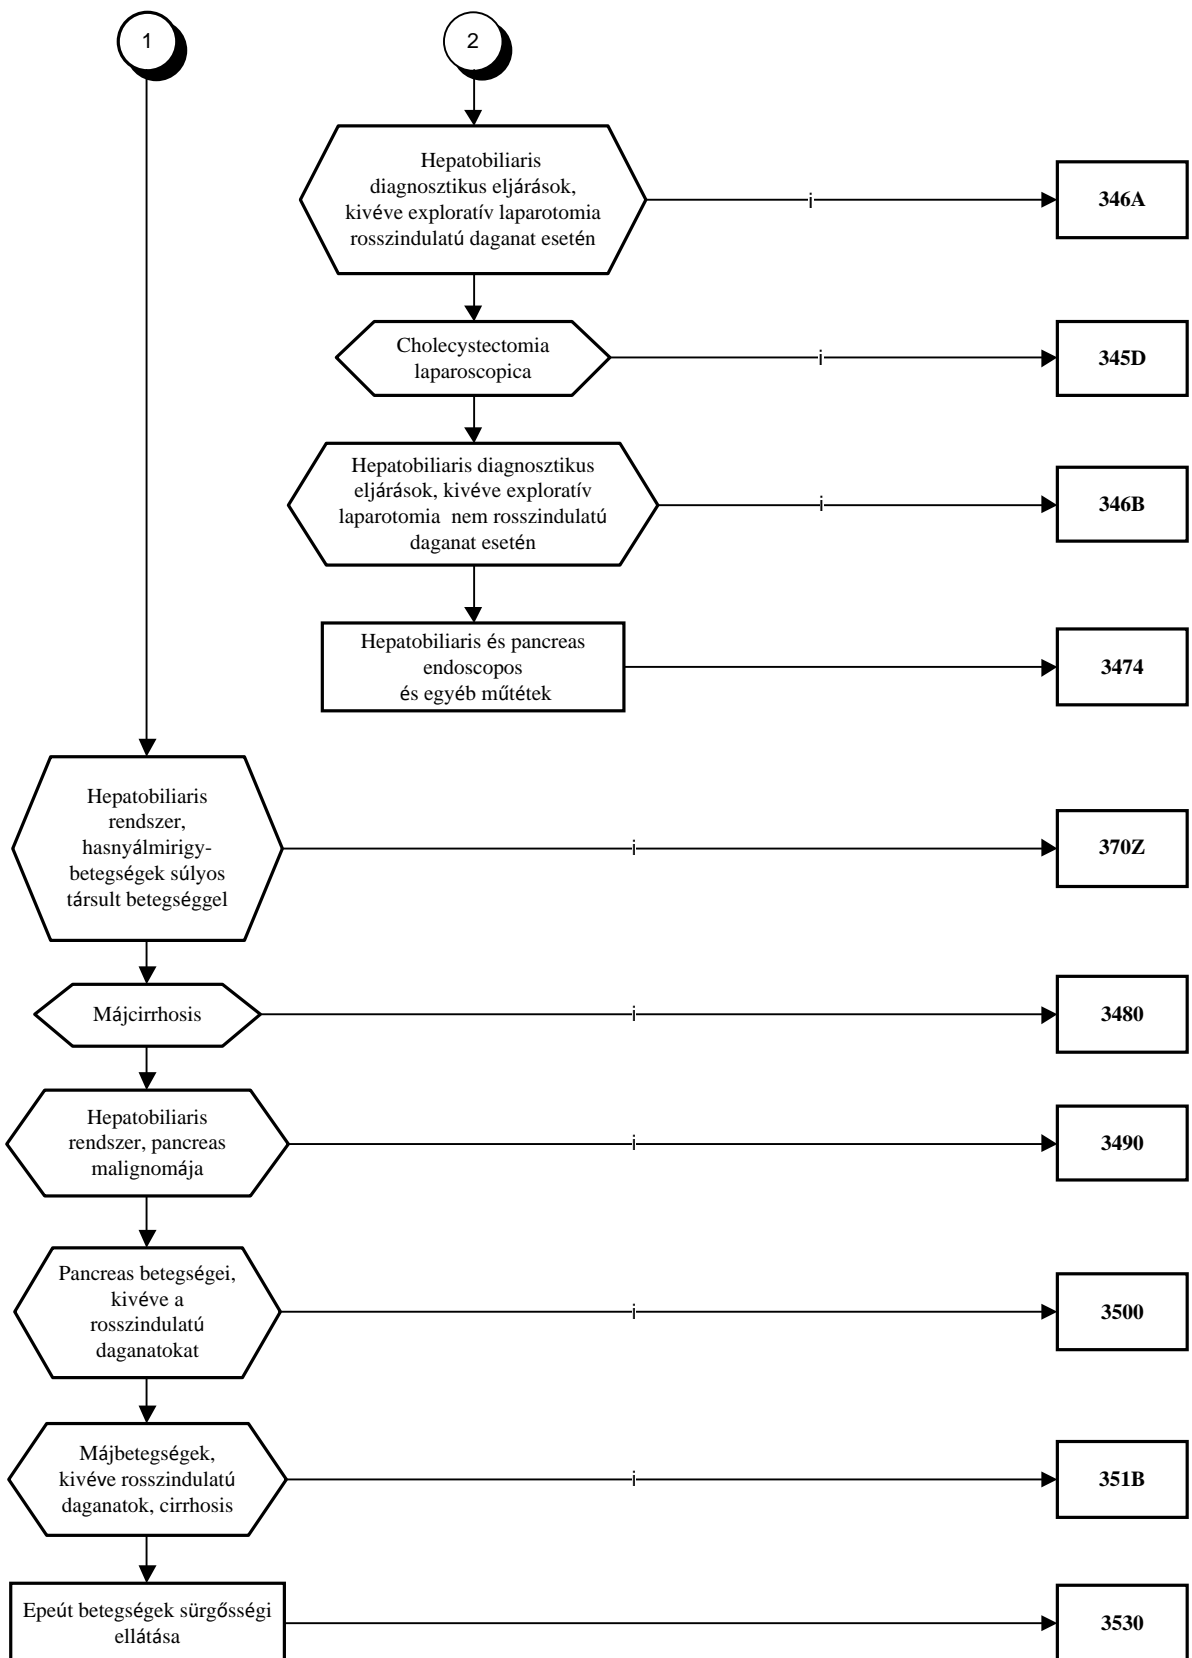 1
2
Hepatobiliaris
diagnosztikus eljárások,
kivéve exploratív laparotomia
rosszindulatú daganat esetén
i
346A
Cholecystectomia
laparoscopica
i
345D
Hepatobiliaris diagnosztikus
eljárások, kivéve exploratív
laparotomia nem rosszindulatú
daganat esetén
i
346B
Hepatobiliaris és pancreas
endoscopos
és egyéb műtétek
3474
Hepatobiliaris
rendszer,
hasnyálmirigy-
betegségek súlyos
társult betegséggel
i
370Z
Májcirrhosis
i
3480
Hepatobiliaris
rendszer, pancreas
malignomája
i
3490
Pancreas betegségei,
kivéve a
rosszindulatú
daganatokat
i
3500
Májbetegségek,
kivéve rosszindulatú
daganatok, cirrhosis
i
351B
Epeút betegségek sürgősségi
ellátása
3530